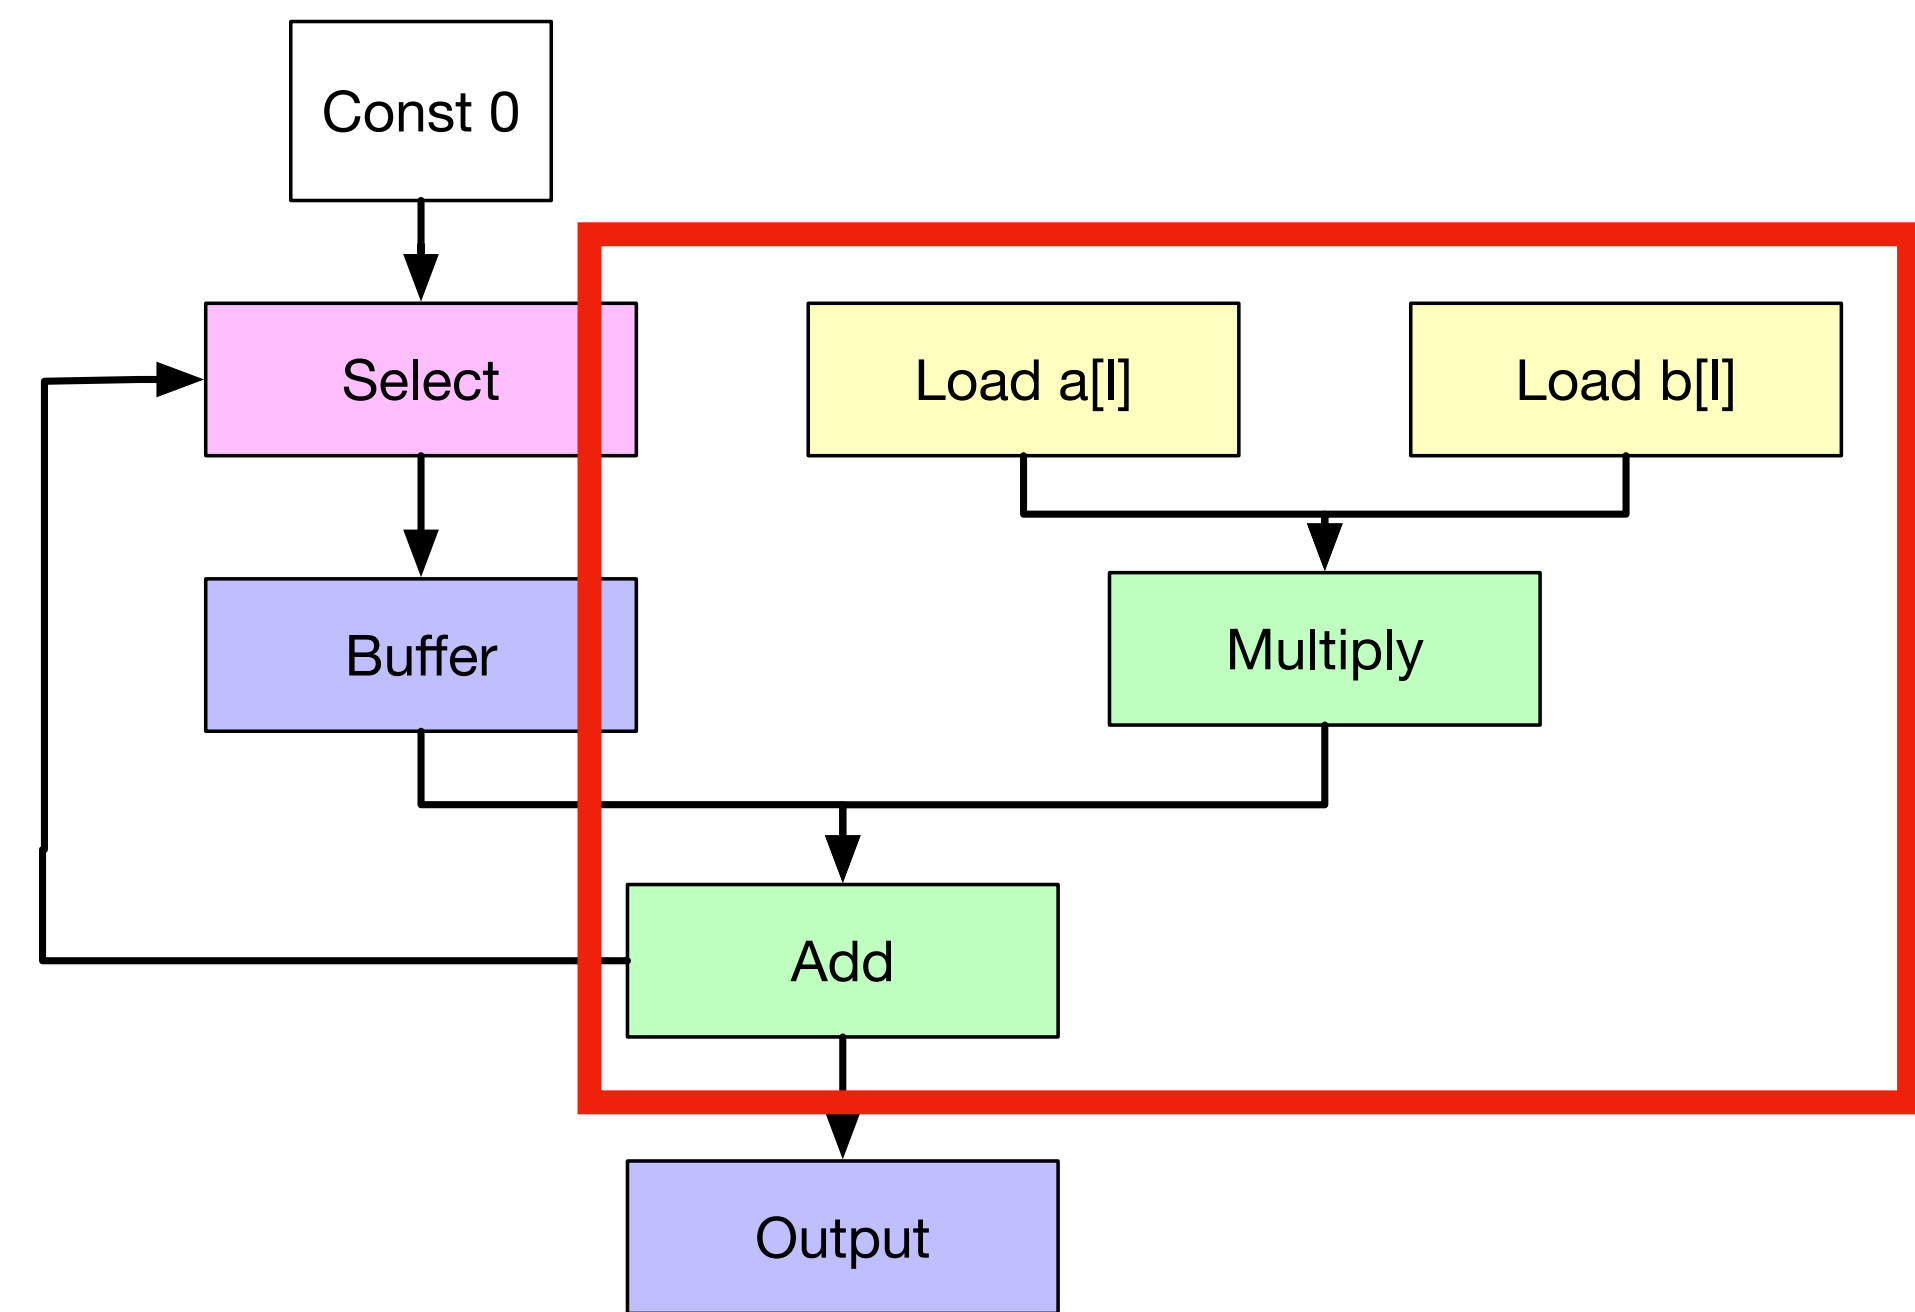 Const 0
Select
Load a[I]
Load b[I]
Buffer
Multiply
Add
Output